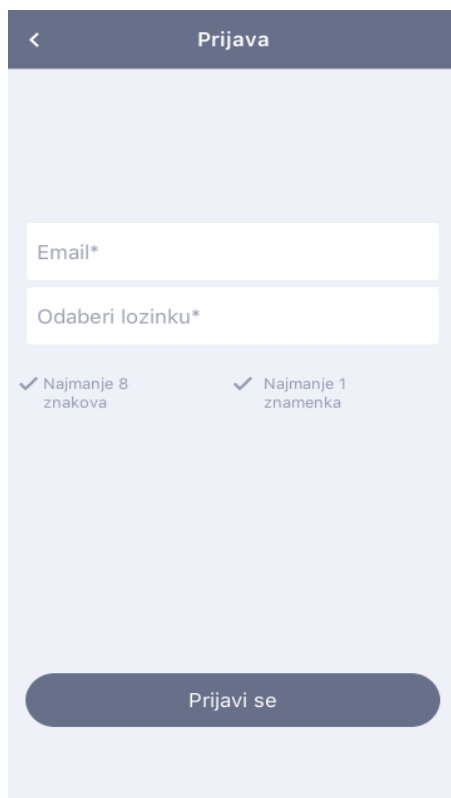 Prijava
Email*
Odaberi lozinku*
Najmanje 8
znakova
Najmanje 1
znamenka
Prijavi se